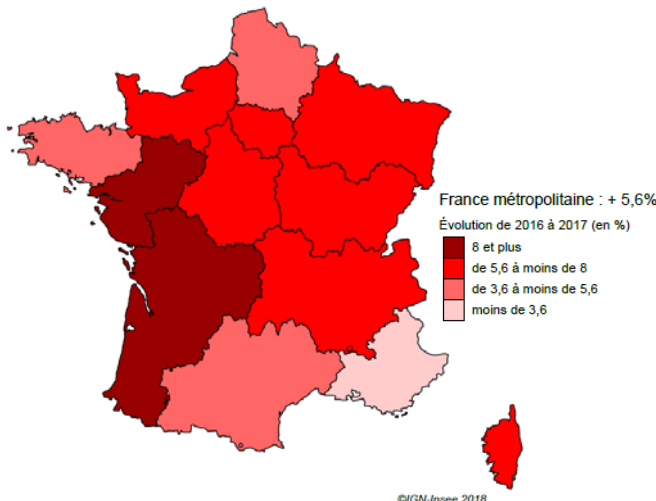 France métropolitaine : + 5,6%
Évolution de 2016 à 2017 (en %)
8 et plus
de 5,6 à moins de 8
de 3,6 à moins de 5,6
moins de 3,6
©IGN-Insee 2018